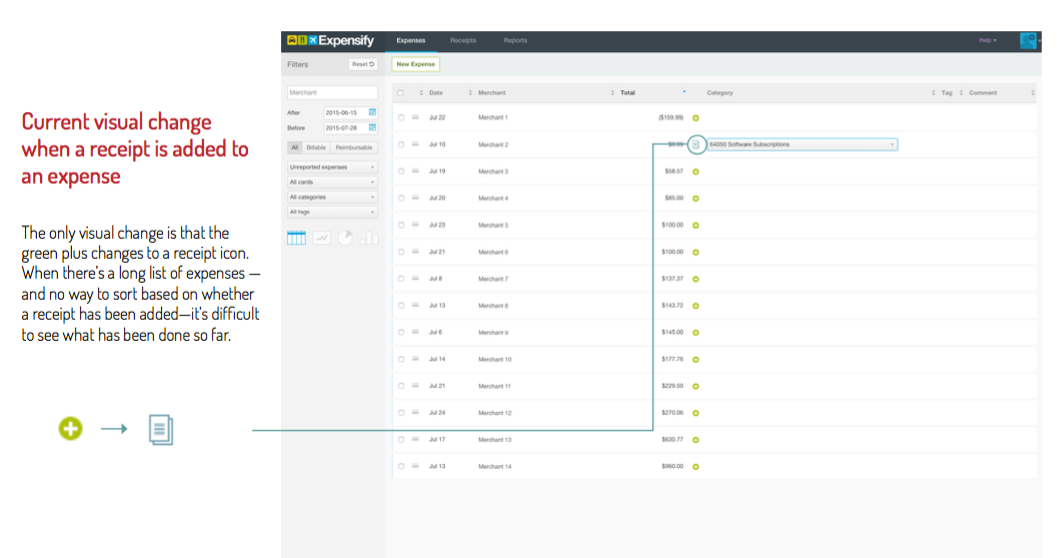 Current visual change
when a receipt is added to
an expense
The only visual change is that the
green plus changes to a receipt icon.
When there's a long list of expenses —
and no way to sort based on whether
a receipt has been added—it's difficult
to see what has been done so far.
Expensify Expenses Receipts Reports Help
Filters Reset New Expense
Merchant
After 2015-06-15
Before 2015-07-28
All Billable Reimbursable
Unreported expenses
All cards
All categories
All tags
Date Merchant Total Category Tag Comment
Jul 22 Merchant 1 ($159.99)
Jul 10 Merchant 2 64050 Software Subscriptions
Jul 19 Merchant 3 $58.57
Jul 20 Merchant 4 $85.00
Jul 23 Merchant 5 $100.00
Jul 21 Merchant 6 $100.00
Jul 8 Merchant 7 $137.37
Jul 13 Merchant 8 $143.72
Jul 6 Merchant 9 $145.00
Jul 14 Merchant 10 $177.76
Jul 21 Merchant 11 $229.50
Jul 24 Merchant 12 $270.06
Jul 17 Merchant 13 $630.77
Jul 13 Merchant 14 $960.00